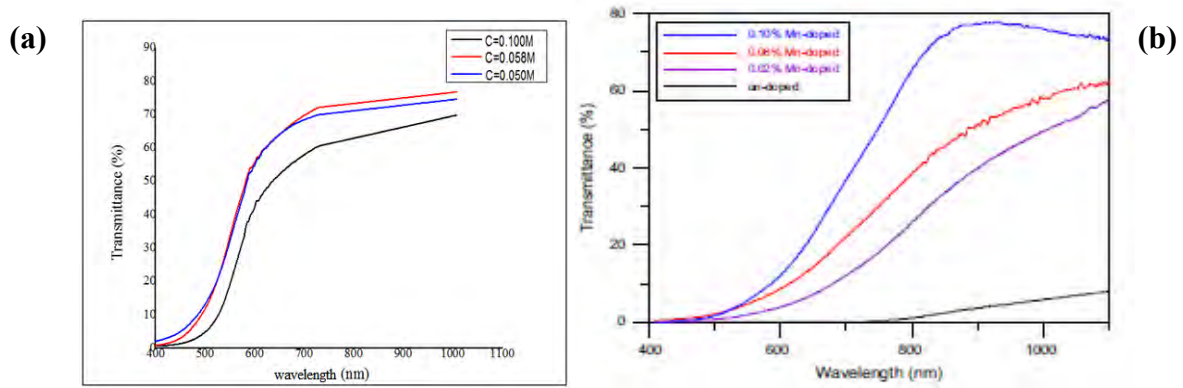 (a)
90
80
70
60
50
40
30
20
10
0
Transmittance (%)
C=0.100M
C=0.058M
C=0.050M
400 500 600 700 800 900 1000 1100
wavelength (nm)
(b)
80
60
40
20
0
Transmittance (%)
0.10% Mn-doped
0.06% Mn-doped
0.02% Mn-doped
un-doped
400 600 800 1000
Wavelength (nm)